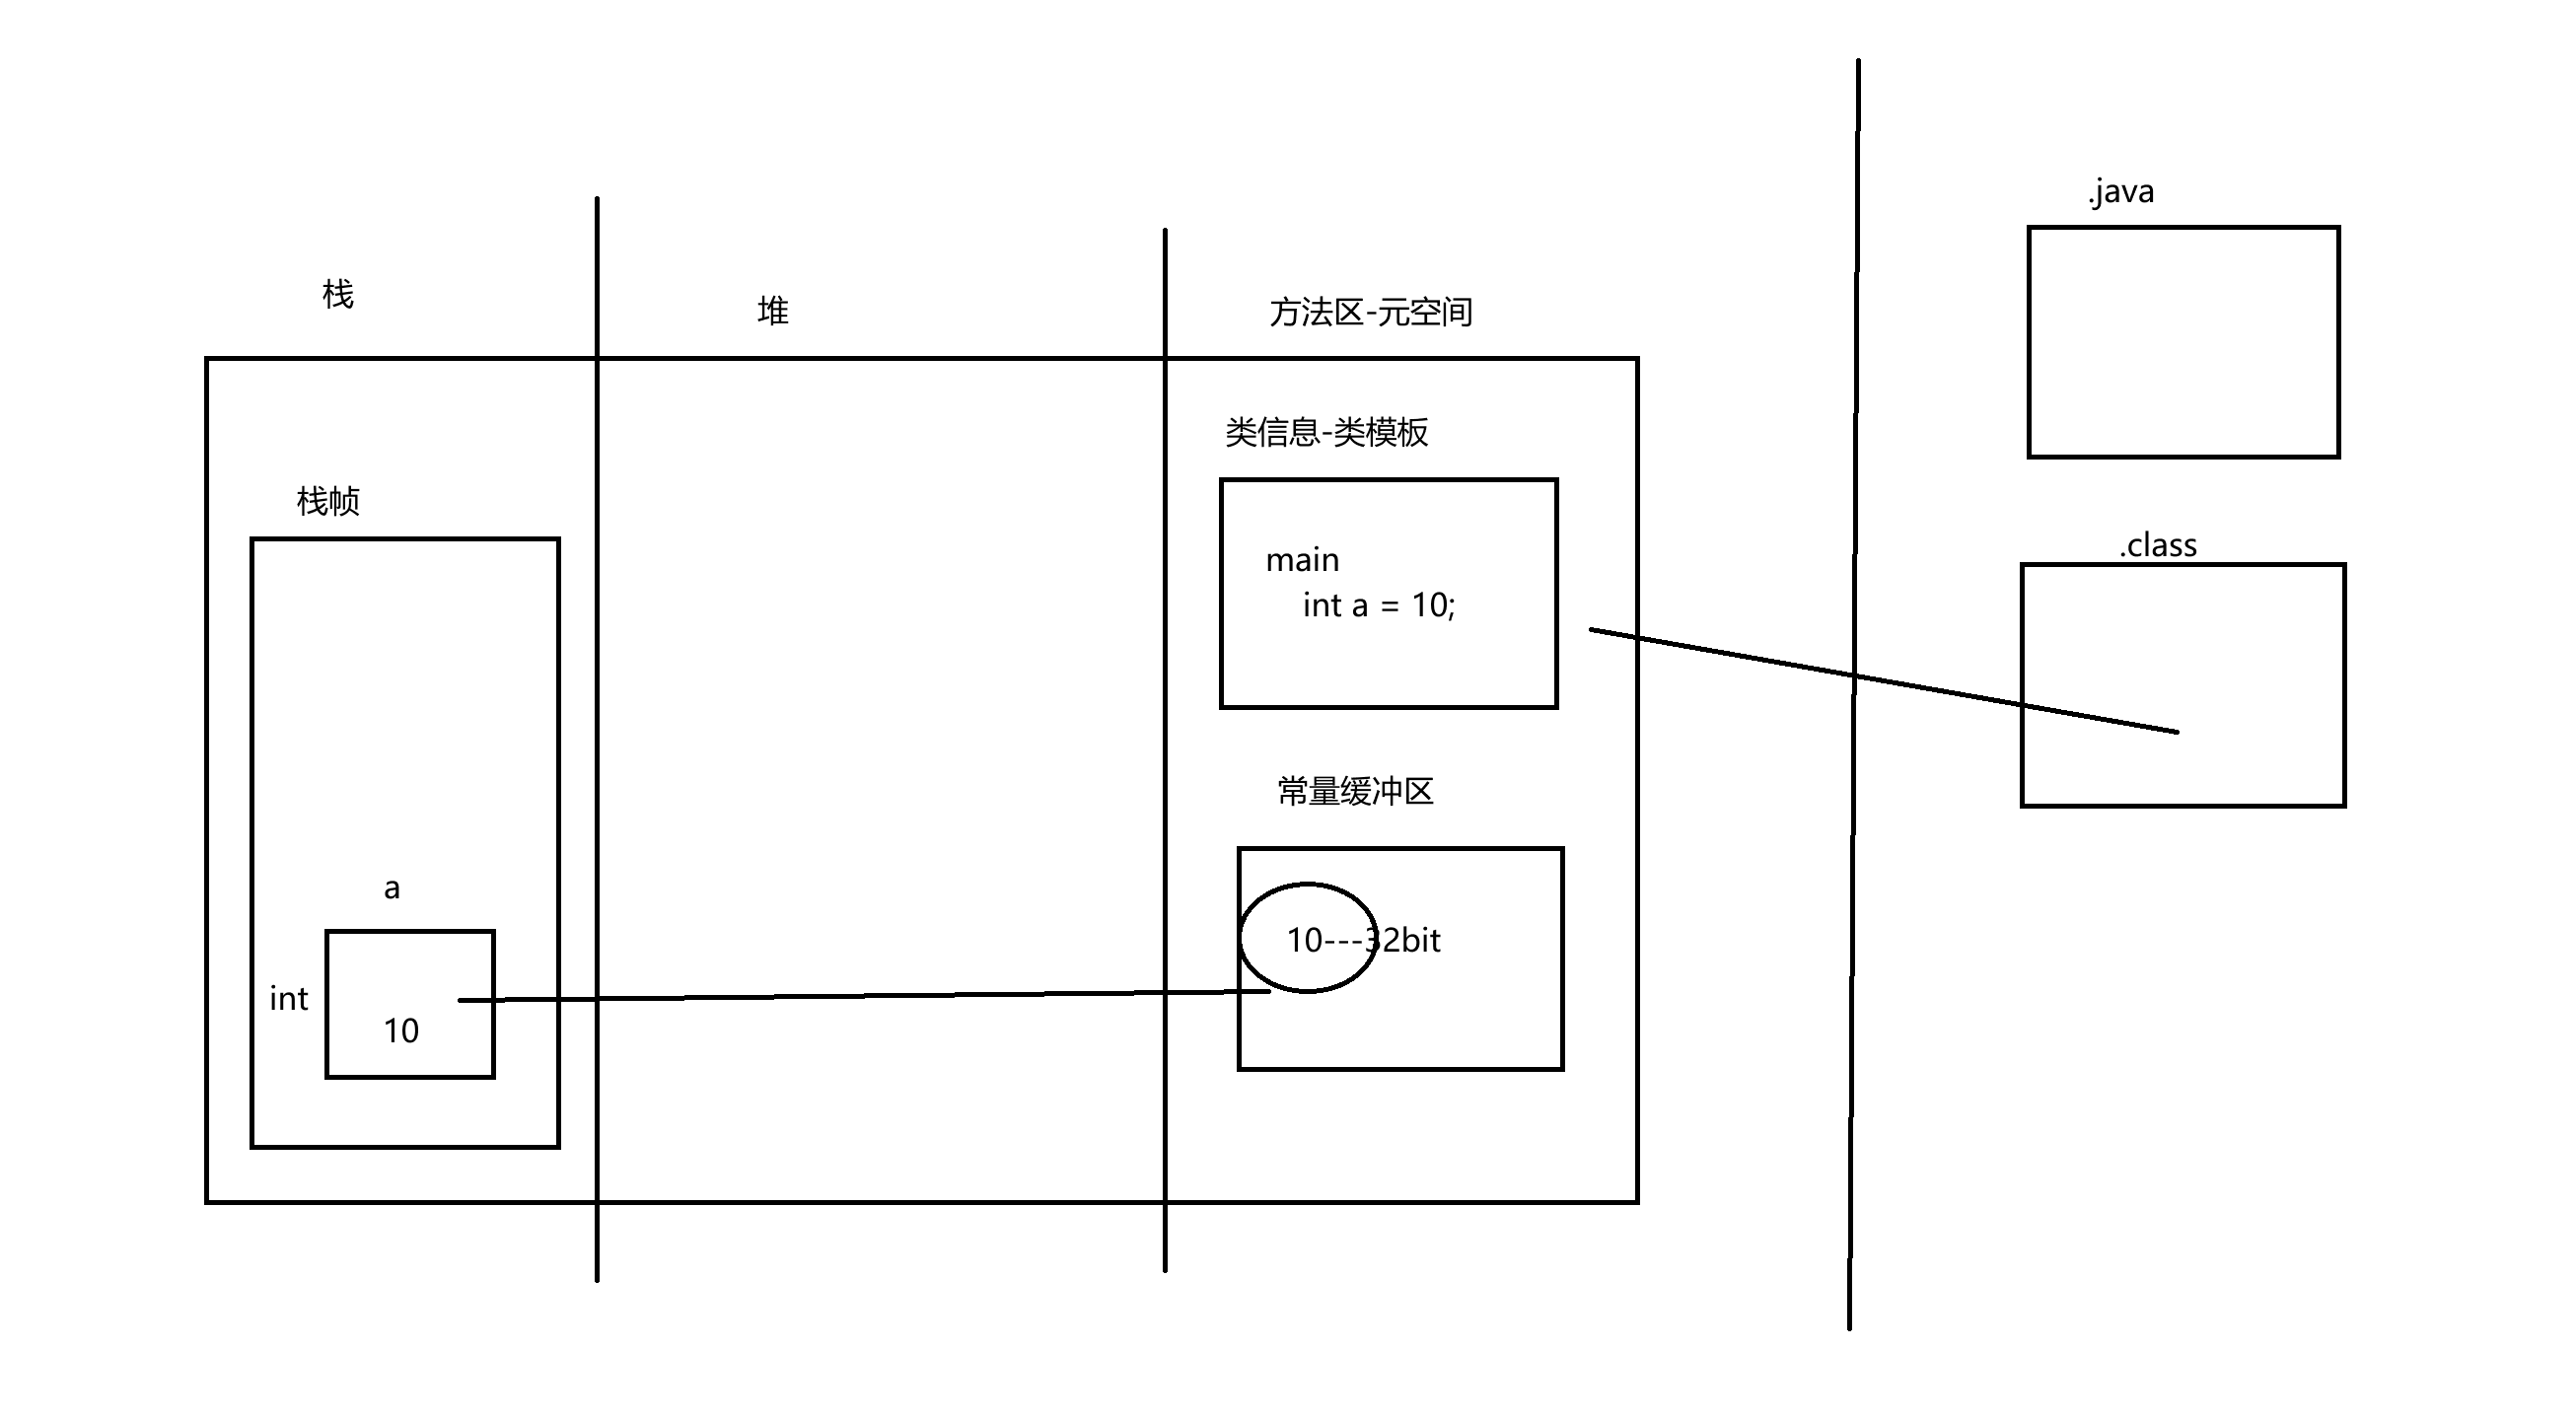 栈
堆
方法区-元空间
.java
类信息-类模板
栈帧
main
int a = 10;
.class
常量缓冲区
a
10---32bit
int
10